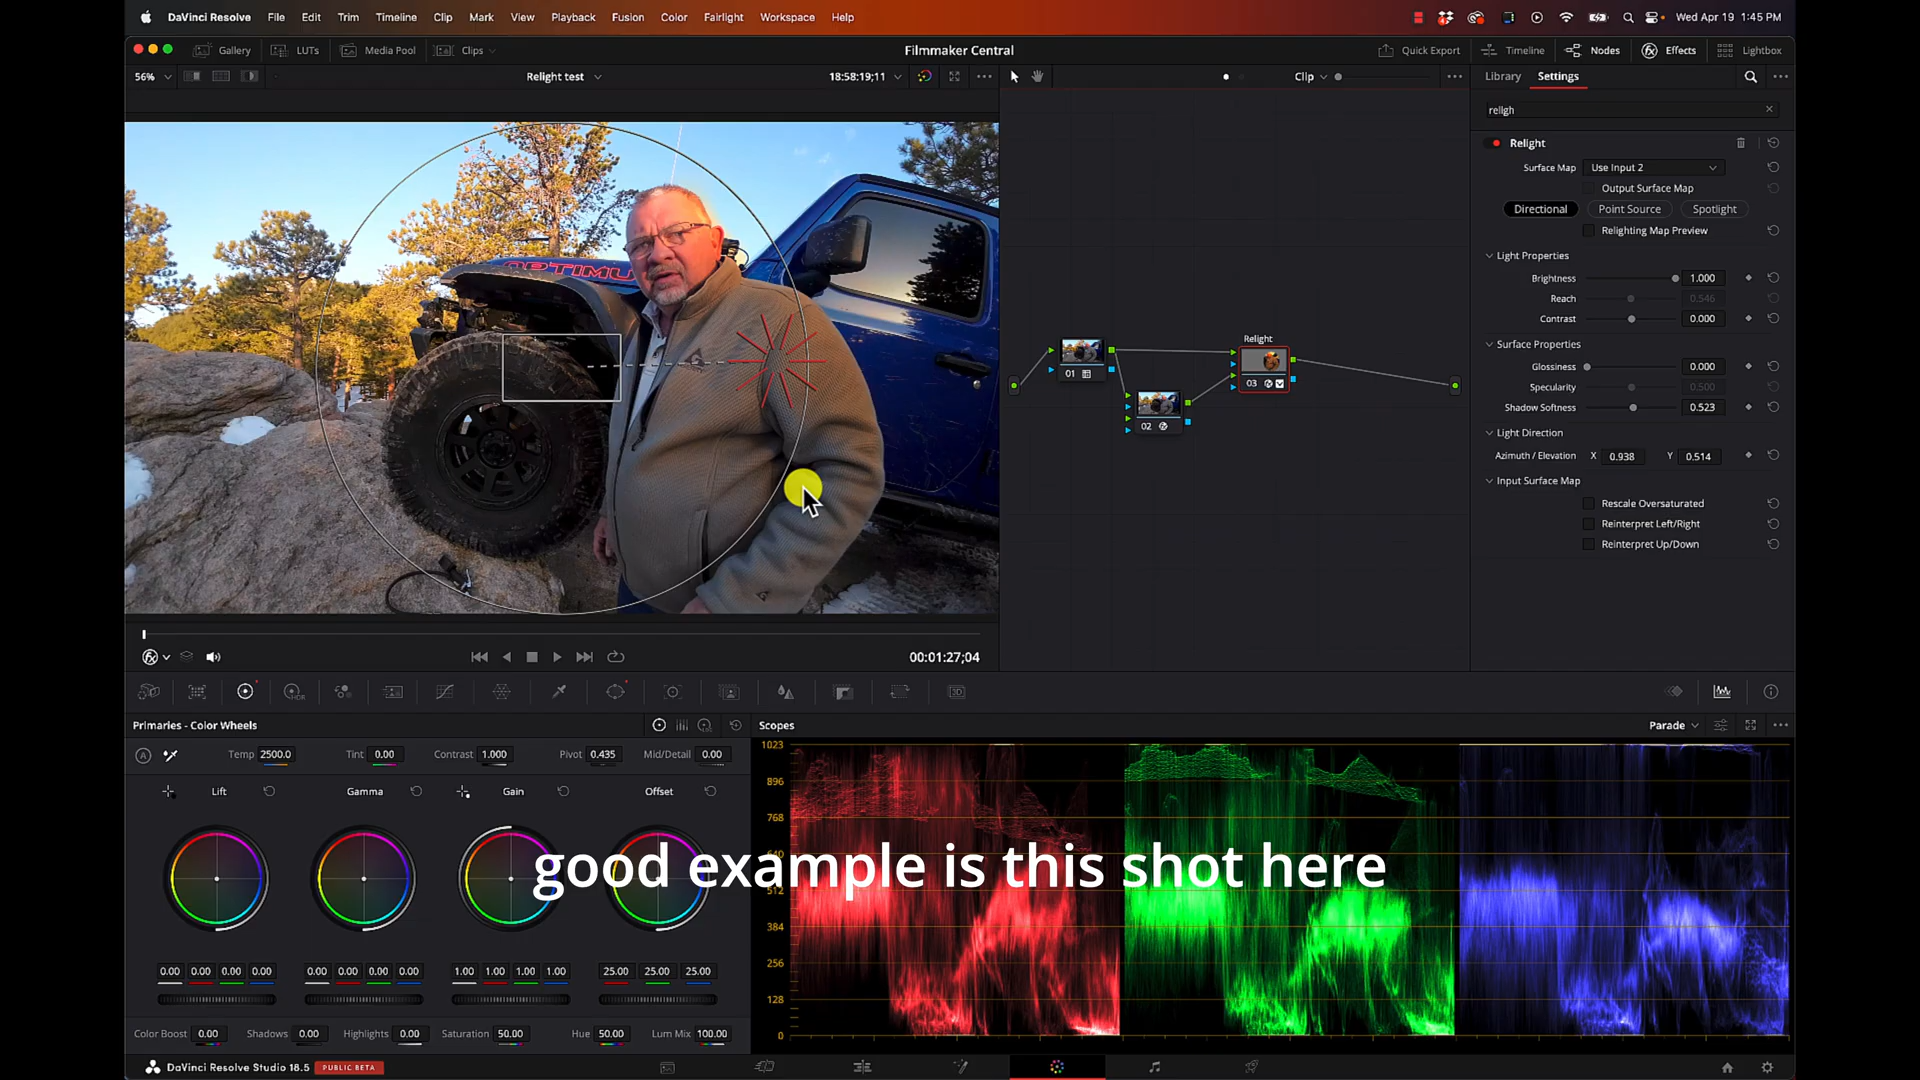 DaVinci Resolve File Edit Trim Timeline Clip Mark View Playback Fusion Color Fairlight Workspace Help Wed Apr 19 1:45 PM
Gallery LUTs Media Pool Clips Filmmaker Central Quick Export Timeline Nodes Effects Lightbox
56% Relight test 18:58:19;11 Clip Library Settings
religh
Relight
Surface Map Use Input 2
Output Surface Map
Directional Point Source Spotlight
Relighting Map Preview
Light Properties
Brightness 1.000
Reach 0.546
Contrast 0.000
Surface Properties
Glossiness 0.000
Specularity 0.500
Shadow Softness 0.523
Light Direction
Azimuth / Elevation X 0.938 Y 0.514
Input Surface Map
Rescale Oversaturated
Reinterpret Left/Right
Reinterpret Up/Down
OPTIMU
Relight
01
02
03
00:01:27;04
HDR
3D
Primaries - Color Wheels
Scopes Parade
A Temp 2500.0 Tint 0.00 Contrast 1.000 Pivot 0.435 Mid/Detail 0.00
Lift Gamma Gain Offset
1023
896
768
640
512
384
256
128
0
good example is this shot here
0.00 0.00 0.00 0.00 0.00 0.00 0.00 0.00 1.00 1.00 1.00 1.00 25.00 25.00 25.00
Color Boost 0.00 Shadows 0.00 Highlights 0.00 Saturation 50.00 Hue 50.00 Lum Mix 100.00
DaVinci Resolve Studio 18.5 PUBLIC BETA